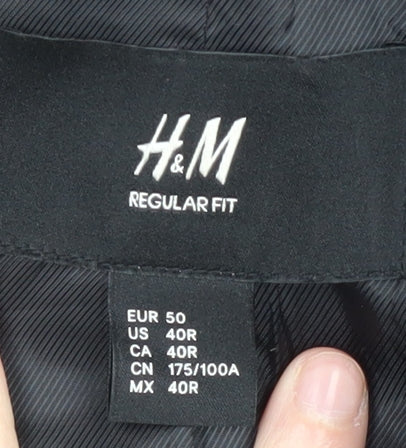 H&M
REGULAR FIT
EUR 50
US 40R
CA 40R
CN 175/100A
MX 40R